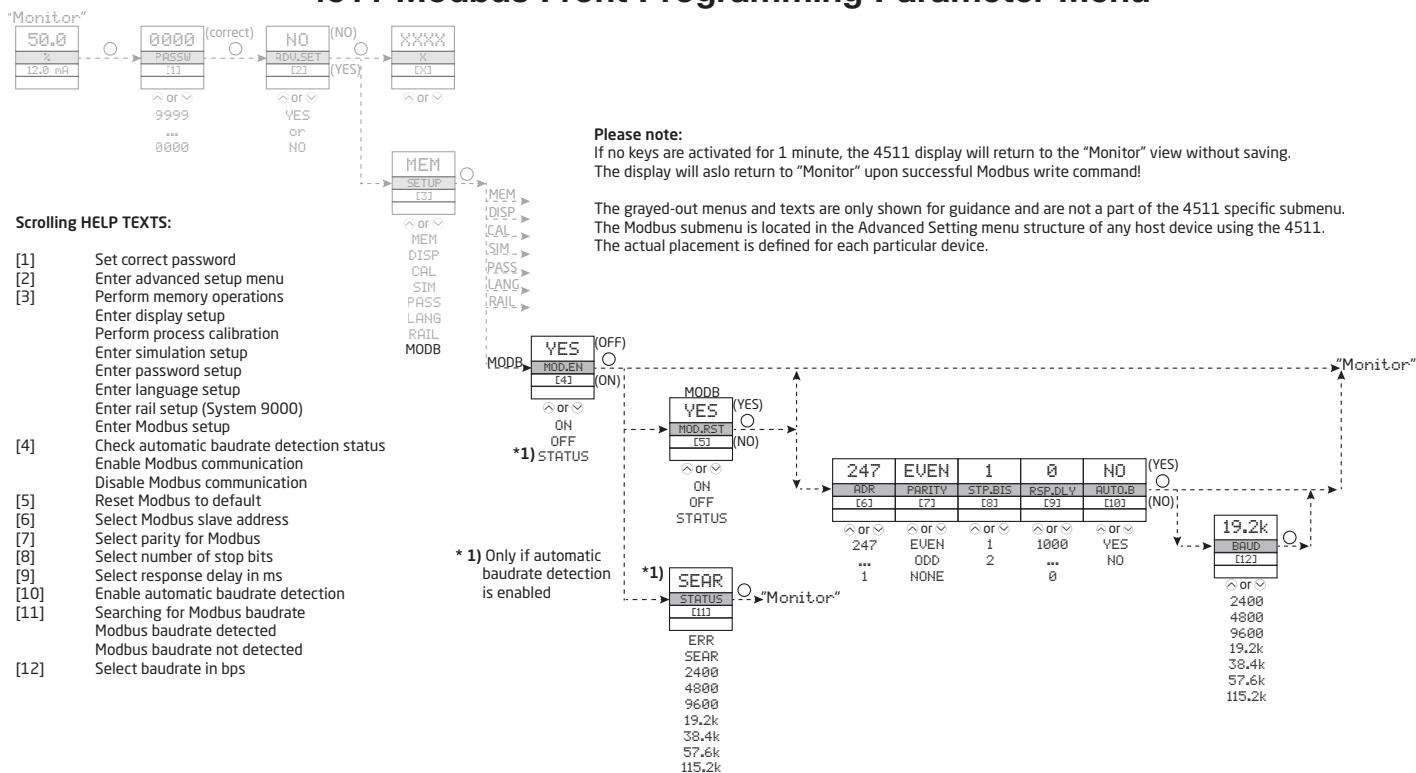 4511 Modbus Front Programming Parameter Menu
"Monitor"
50.0
%
12.0 mA
0000
PASSW
[1]
(correct)
or
9999
...
0000
NO
ADV.SET
[2]
(NO)
(YES)
or
YES
or
NO
XXXX
X
[X]
or
Please note:
If no keys are activated for 1 minute, the 4511 display will return to the “Monitor” view without saving.
The display will aslo return to ”Monitor” upon successful Modbus write command!
The grayed-out menus and texts are only shown for guidance and are not a part of the 4511 specific submenu.
The Modbus submenu is located in the Advanced Setting menu structure of any host device using the 4511.
The actual placement is defined for each particular device.
MEM
SETUP
[3]
or
MEM
DISP
CAL
SIM
PASS
LANG
RAIL
MODB
MEM
DISP
CAL
SIM
PASS
LANG
RAIL
Scrolling HELP TEXTS:
[1] Set correct password
[2] Enter advanced setup menu
[3] Perform memory operations
Enter display setup
Perform process calibration
Enter simulation setup
Enter password setup
Enter language setup
Enter rail setup (System 9000)
Enter Modbus setup
[4] Check automatic baudrate detection status
Enable Modbus communication
Disable Modbus communication
[5] Reset Modbus to default
[6] Select Modbus slave address
[7] Select parity for Modbus
[8] Select number of stop bits
[9] Select response delay in ms
[10] Enable automatic baudrate detection
[11] Searching for Modbus baudrate
Modbus baudrate detected
Modbus baudrate not detected
[12] Select baudrate in bps
MODB
YES
MOD.EN
[4]
(OFF)
(ON)
or
ON
OFF
*1) STATUS
"Monitor"
MODB
YES
MOD.RST
[5]
(YES)
(NO)
or
ON
OFF
STATUS
* 1) Only if automatic
baudrate detection
is enabled
*1)
SEAR
STATUS
[11]
"Monitor"
ERR
SEAR
2400
4800
9600
19.2k
38.4k
57.6k
115.2k
247
ADR
[6]
or
247
...
1
EVEN
PARITY
[7]
or
EVEN
ODD
NONE
1
STP.BIS
[8]
or
1
2
0
RSP.DLY
[9]
or
1000
...
0
NO
AUTO.B
[10]
(YES)
(NO)
or
YES
NO
19.2k
BAUD
[12]
or
2400
4800
9600
19.2k
38.4k
57.6k
115.2k